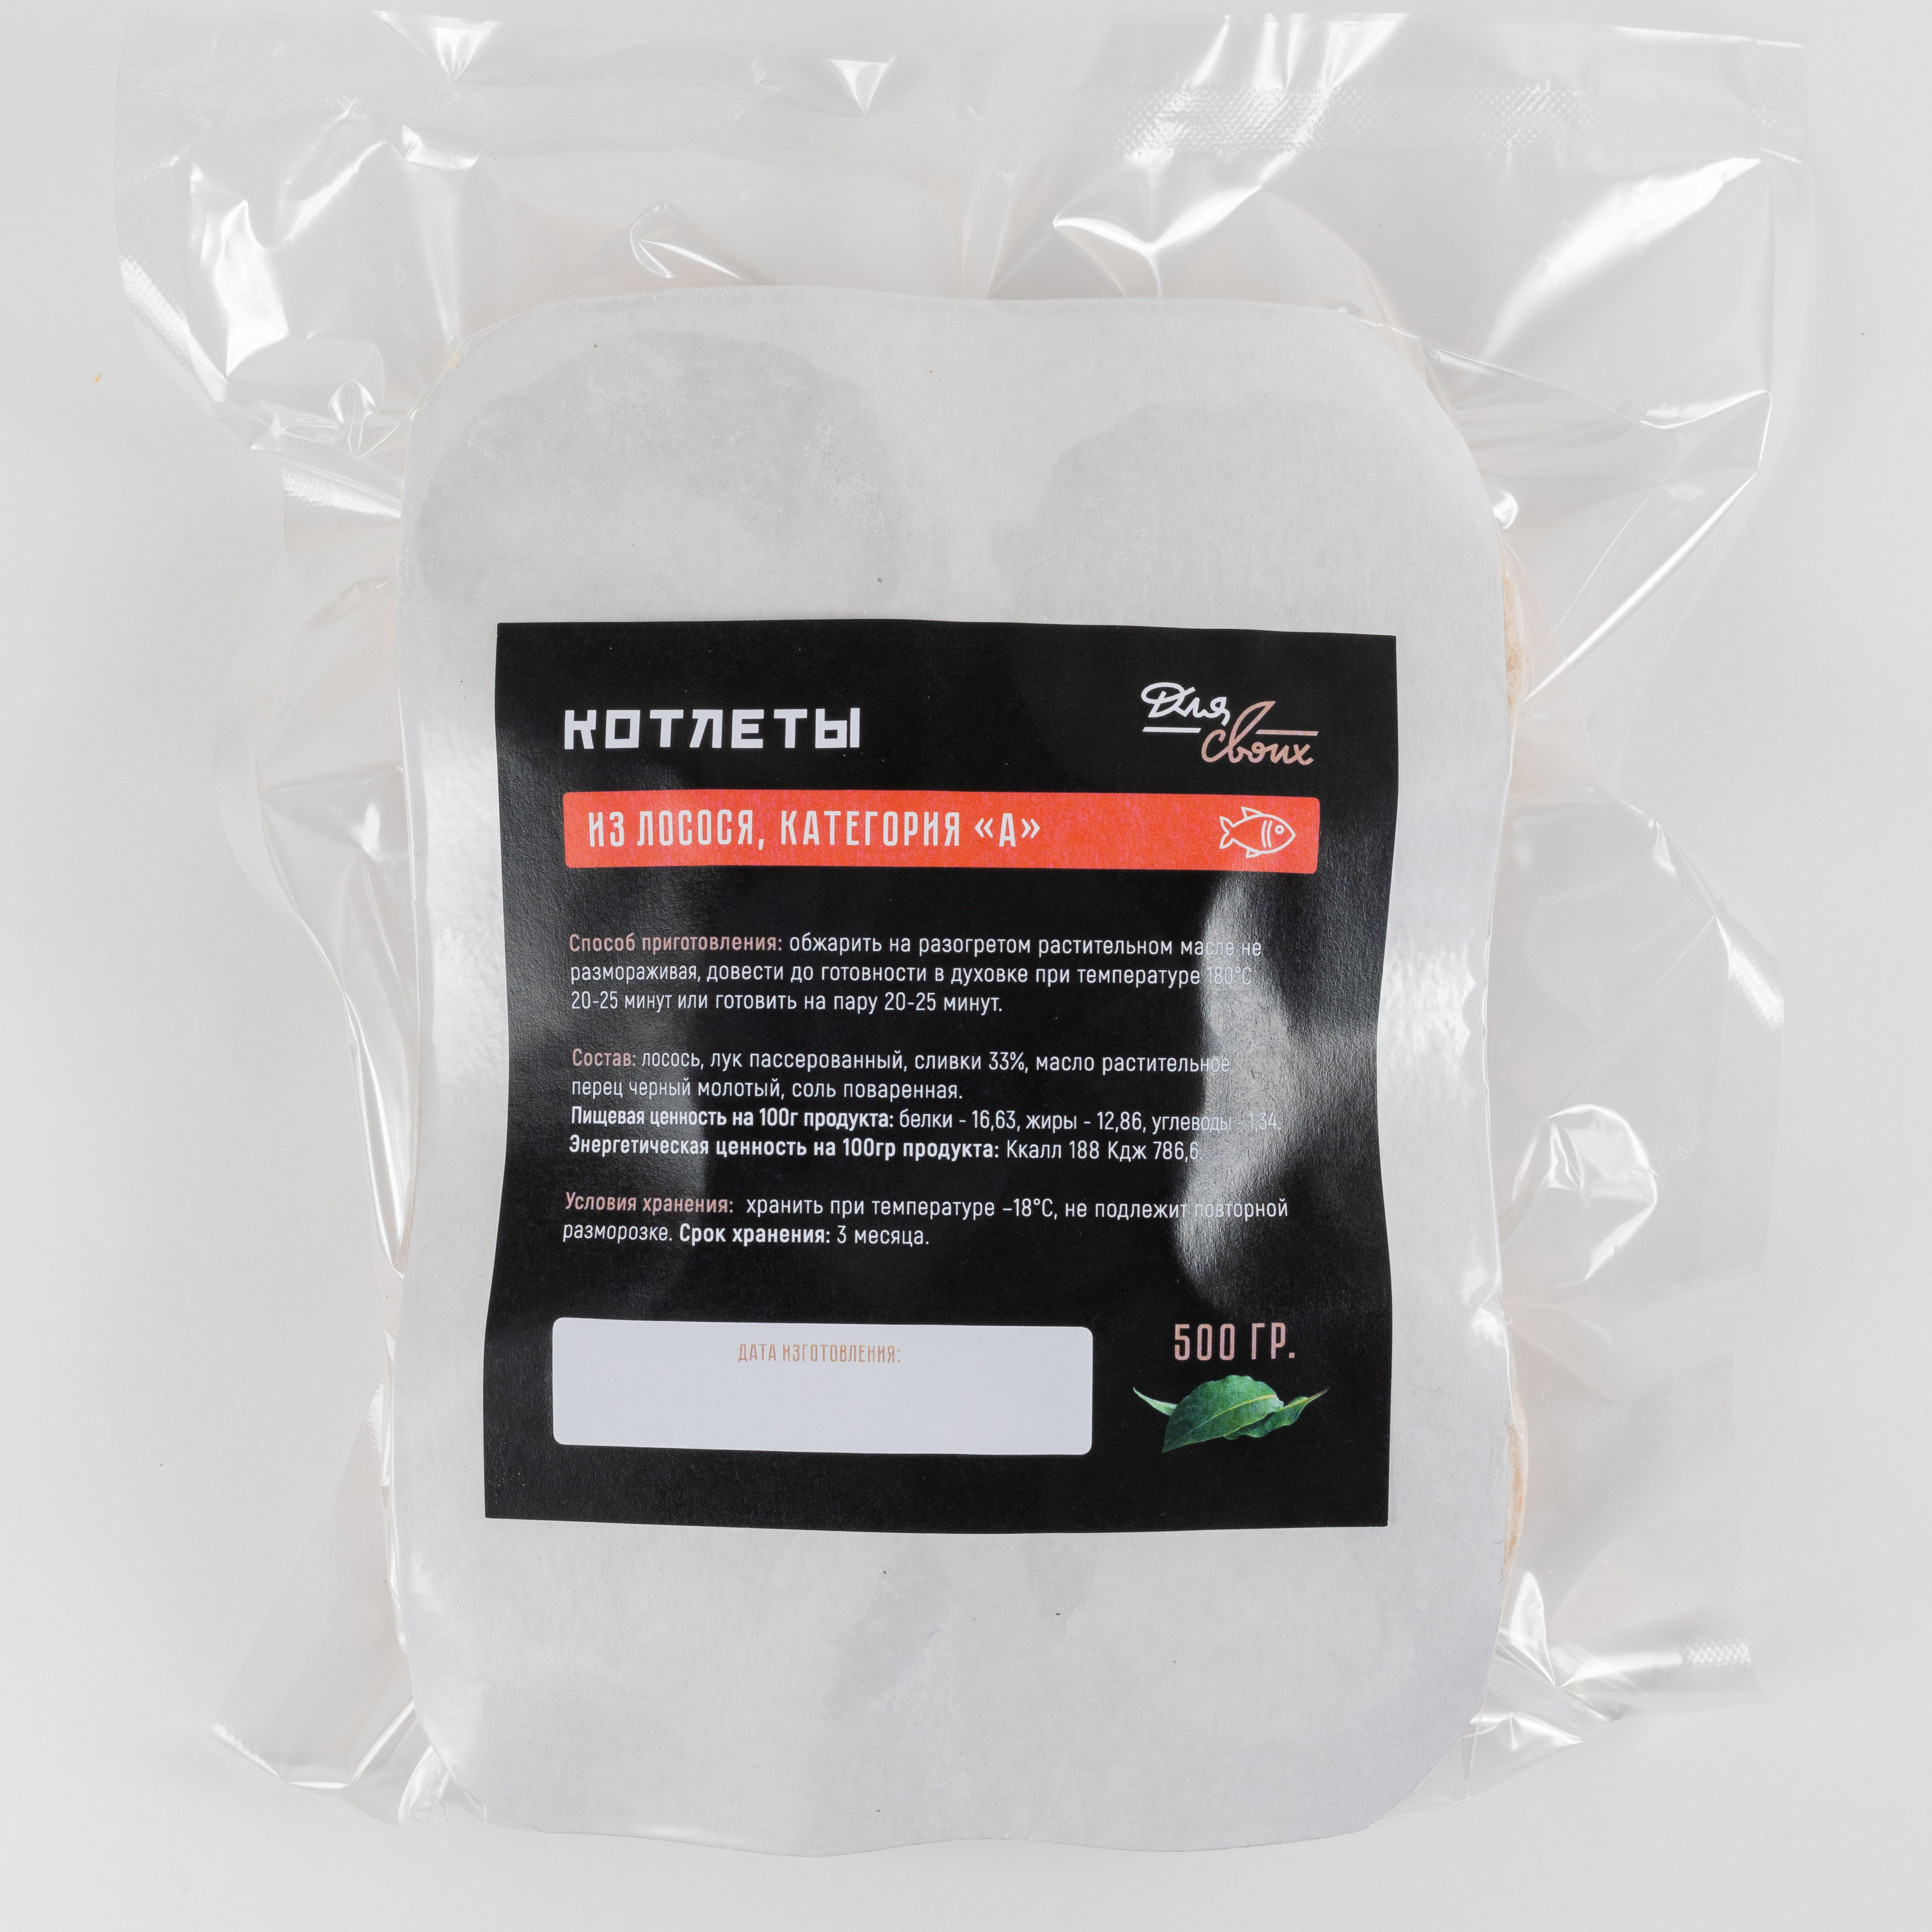 КОТЛЕТЫ
Для
своих
ИЗ ЛОСОСЯ, КАТЕГОРИЯ «А»
Способ приготовления: обжарить на разогретом растительном масле не
размораживая, довести до готовности в духовке при температуре 180°С
20-25 минут или готовить на пару 20-25 минут.
Состав: лосось, лук пассерованный, сливки 33%, масло растительное,
перец черный молотый, соль поваренная.
Пищевая ценность на 100г продукта: белки - 16,63, жиры - 12,86, углеводы - 1,34.
Энергетическая ценность на 100гр продукта: Ккалл 188 Кдж 786,6.
Условия хранения: хранить при температуре –18°С, не подлежит повторной
разморозке. Срок хранения: 3 месяца.
ДАТА ИЗГОТОВЛЕНИЯ:
500 ГР.